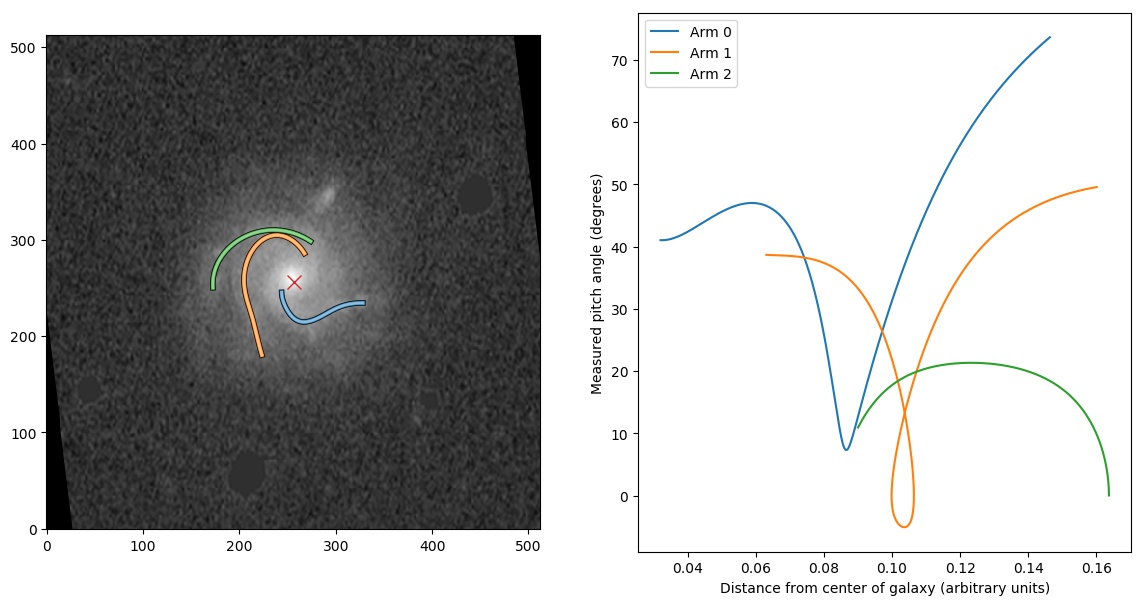 500
400
300
200
100
0
0 100 200 300 400 500
Arm 0
Arm 1
Arm 2
Measured pitch angle (degrees)
70
60
50
40
30
20
10
0
0.04 0.06 0.08 0.10 0.12 0.14 0.16
Distance from center of galaxy (arbitrary units)